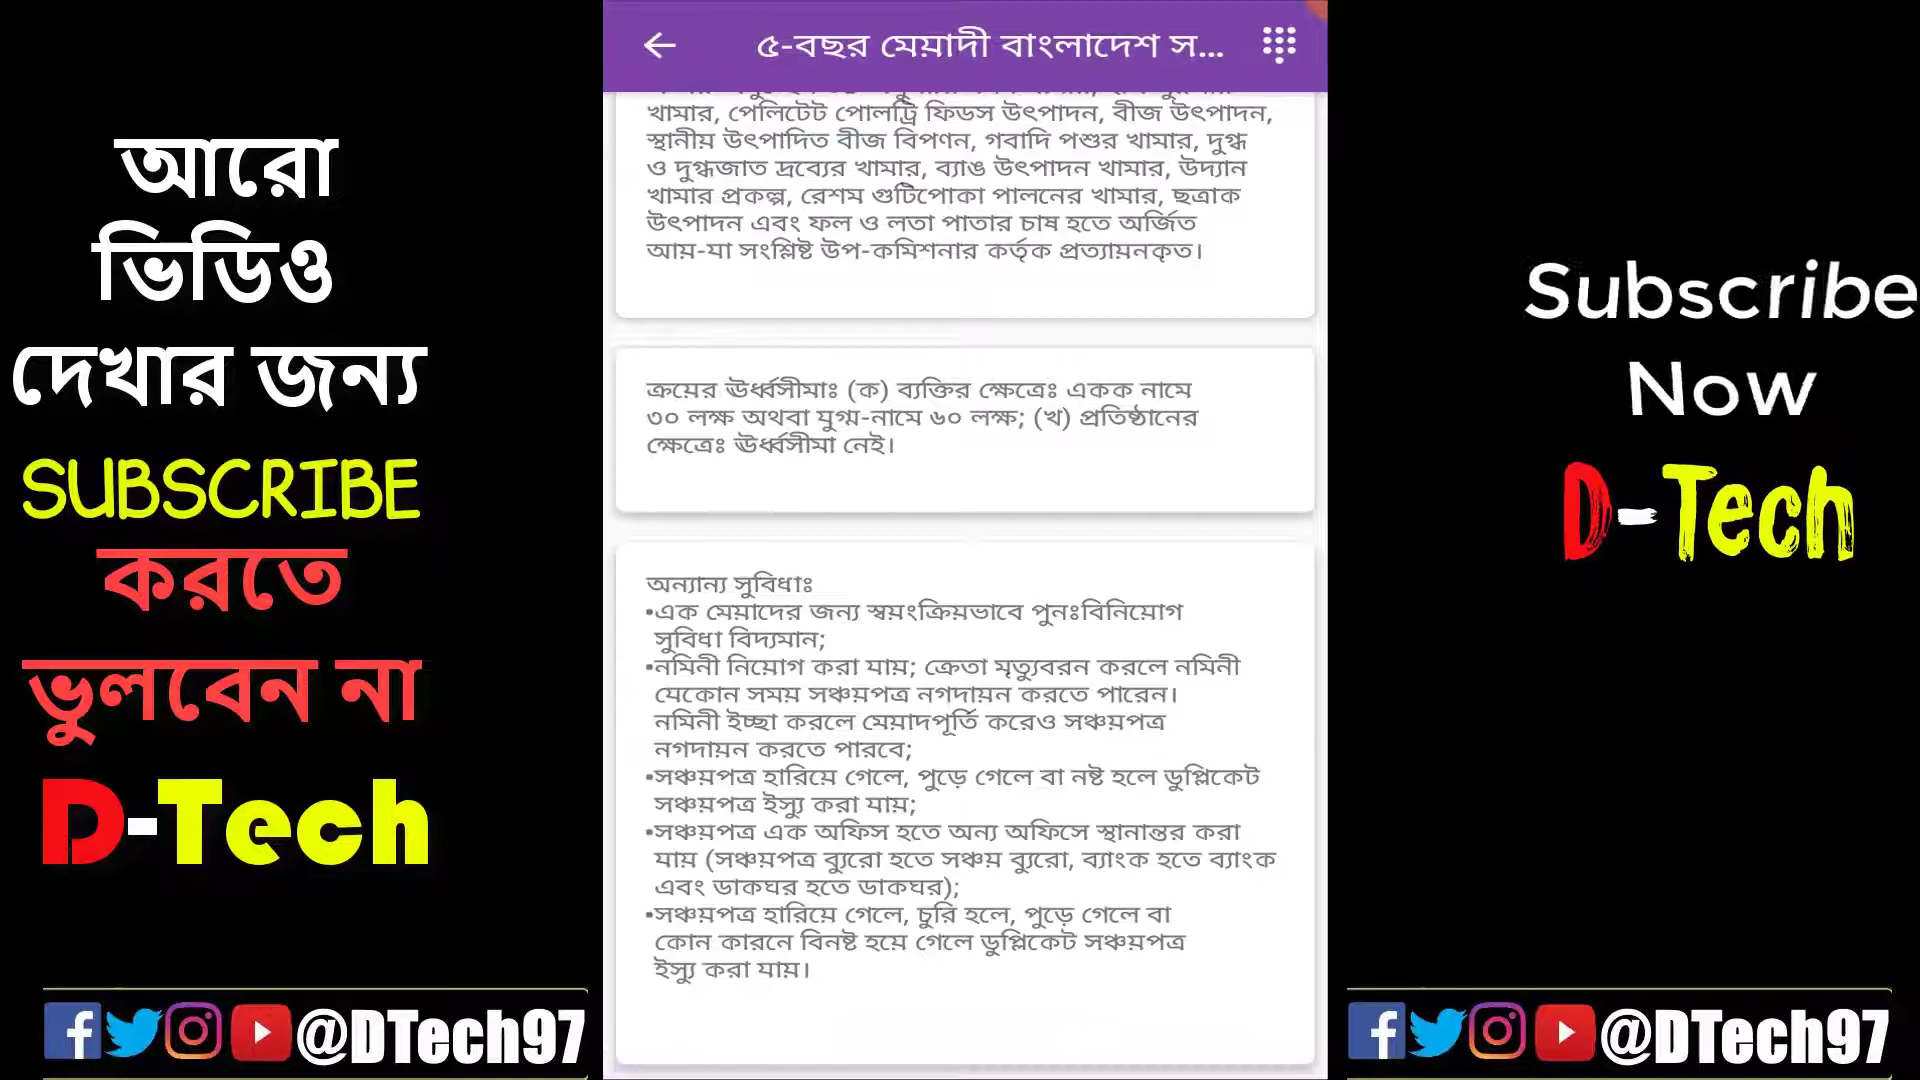 আরো
ভিডিও
দেখার জন্য
SUBSCRIBE
করতে
ভুলবেন না
D-Tech
@DTech97
৫-বছর মেয়াদী বাংলাদেশ স...
খামার, পেলিটেট পোলট্রি ফিডস উৎপাদন, বীজ উৎপাদন,
স্থানীয় উৎপাদিত বীজ বিপণন, গবাদি পশুর খামার, দুগ্ধ
ও দুগ্ধজাত দ্রব্যের খামার, ব্যাঙ উৎপাদন খামার, উদ্যান
খামার প্রকল্প, রেশম গুটিপোকা পালনের খামার, ছত্রাক
উৎপাদন এবং ফল ও লতা পাতার চাষ হতে অর্জিত
আয়-যা সংশ্লিষ্ট উপ-কমিশনার কর্তৃক প্রত্যায়নকৃত।
ক্রয়ের ঊর্ধ্বসীমাঃ (ক) ব্যক্তির ক্ষেত্রেঃ একক নামে
৩০ লক্ষ অথবা যুগ্ম-নামে ৬০ লক্ষ; (খ) প্রতিষ্ঠানের
ক্ষেত্রেঃ ঊর্ধ্বসীমা নেই।
অন্যান্য সুবিধাঃ
•এক মেয়াদের জন্য স্বয়ংক্রিয়ভাবে পুনঃবিনিয়োগ
সুবিধা বিদ্যমান;
•নমিনী নিয়োগ করা যায়; ক্রেতা মৃত্যুবরন করলে নমিনী
যেকোন সময় সঞ্চয়পত্র নগদায়ন করতে পারেন।
নমিনী ইচ্ছা করলে মেয়াদপূর্তি করেও সঞ্চয়পত্র
নগদায়ন করতে পারবে;
•সঞ্চয়পত্র হারিয়ে গেলে, পুড়ে গেলে বা নষ্ট হলে ডুপ্লিকেট
সঞ্চয়পত্র ইস্যু করা যায়;
•সঞ্চয়পত্র এক অফিস হতে অন্য অফিসে স্থানান্তর করা
যায় (সঞ্চয়পত্র ব্যুরো হতে সঞ্চয় ব্যুরো, ব্যাংক হতে ব্যাংক
এবং ডাকঘর হতে ডাকঘর);
•সঞ্চয়পত্র হারিয়ে গেলে, চুরি হলে, পুড়ে গেলে বা
কোন কারনে বিনষ্ট হয়ে গেলে ডুপ্লিকেট সঞ্চয়পত্র
ইস্যু করা যায়।
Subscribe
Now
D-Tech
@DTech97